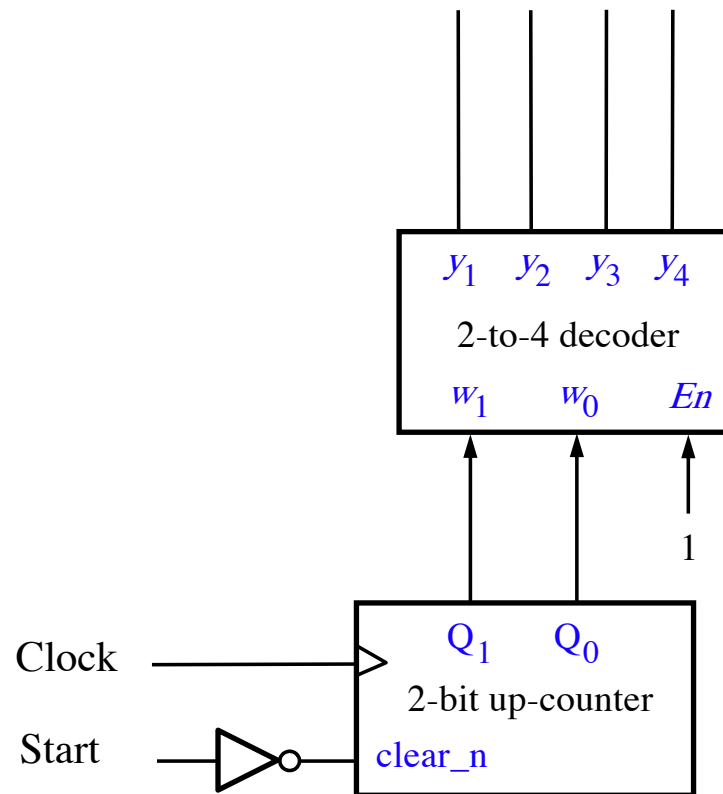 y1 y2 y3 y4
2-to-4 decoder
w1 w0 En
1
Q1 Q0
Clock
2-bit up-counter
Start
clear_n